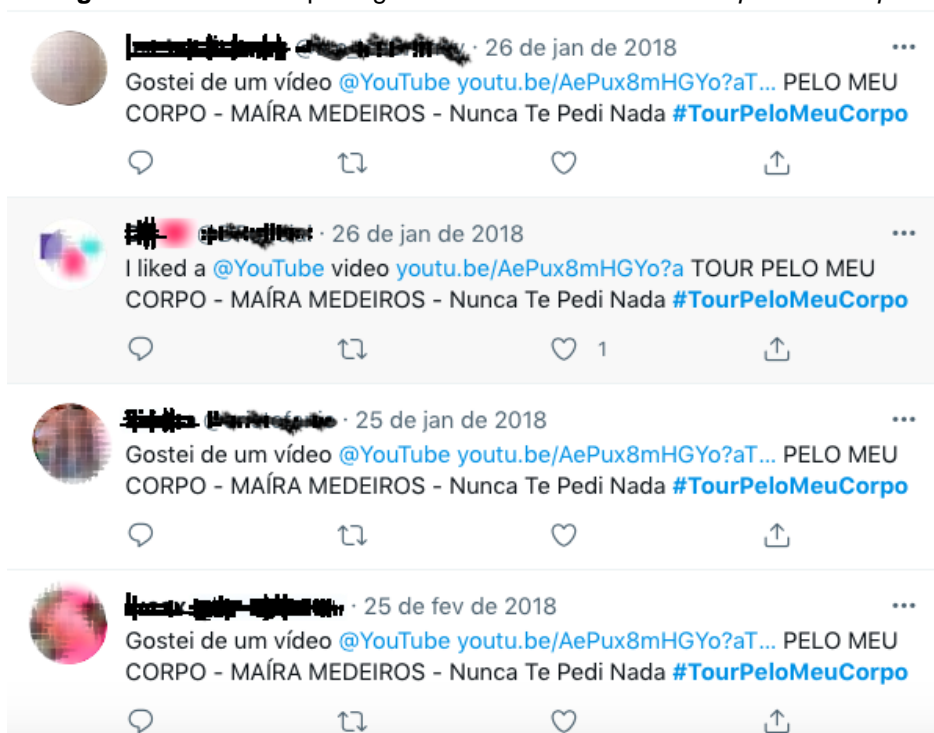 · 26 de jan de 2018
Gostei de um vídeo @YouTube youtu.be/AePux8mHGYo?aT... PELO MEU
CORPO - MAÍRA MEDEIROS - Nunca Te Pedi Nada #TourPeloMeuCorpo
· 26 de jan de 2018
I liked a @YouTube video youtu.be/AePux8mHGYo?a TOUR PELO MEU
CORPO - MAÍRA MEDEIROS - Nunca Te Pedi Nada #TourPeloMeuCorpo
1
· 25 de jan de 2018
Gostei de um vídeo @YouTube youtu.be/AePux8mHGYo?aT... PELO MEU
CORPO - MAÍRA MEDEIROS - Nunca Te Pedi Nada #TourPeloMeuCorpo
· 25 de fev de 2018
Gostei de um vídeo @YouTube youtu.be/AePux8mHGYo?aT... PELO MEU
CORPO - MAÍRA MEDEIROS - Nunca Te Pedi Nada #TourPeloMeuCorpo